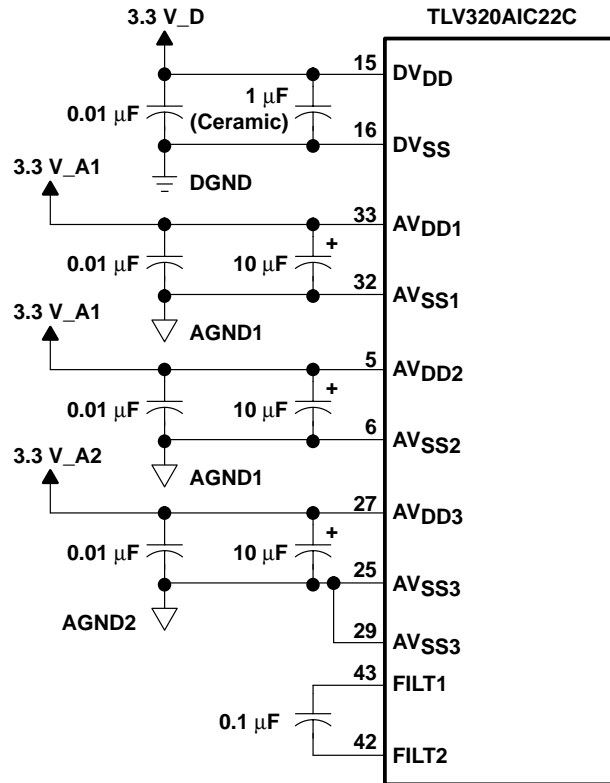 3.3 V_D
TLV320AIC22C
15
DVDD
0.01 μF
1 μF
(Ceramic)
16
DVSS
DGND
3.3 V_A1
33
AVDD1
0.01 μF
10 μF
+
32
AVSS1
AGND1
3.3 V_A1
5
AVDD2
0.01 μF
10 μF
+
6
AVSS2
AGND1
3.3 V_A2
27
AVDD3
0.01 μF
10 μF
+
25
AVSS3
AGND2
29
AVSS3
43
FILT1
0.1 μF
42
FILT2